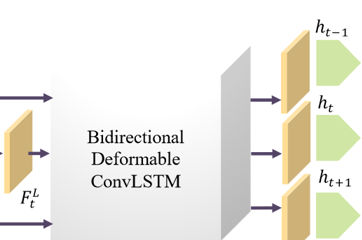 h_{t-1}
Bidirectional
Deformable
ConvLSTM
h_t
F_t^L
h_{t+1}